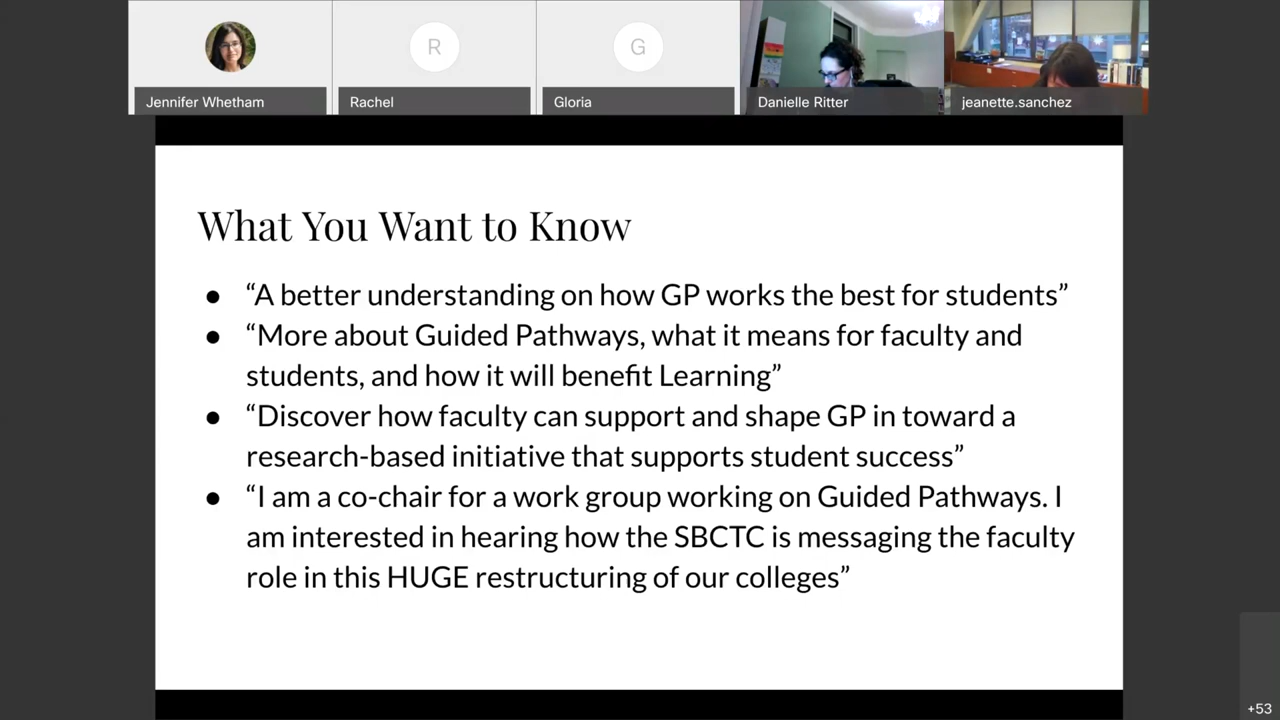 R
G
Jennifer Whetham
Rachel
Gloria
Danielle Ritter
jeanette.sanchez
What You Want to Know
● “A better understanding on how GP works the best for students”
● “More about Guided Pathways, what it means for faculty and
students, and how it will benefit Learning”
● “Discover how faculty can support and shape GP in toward a
research-based initiative that supports student success”
● “I am a co-chair for a work group working on Guided Pathways. I
am interested in hearing how the SBCTC is messaging the faculty
role in this HUGE restructuring of our colleges”
+53